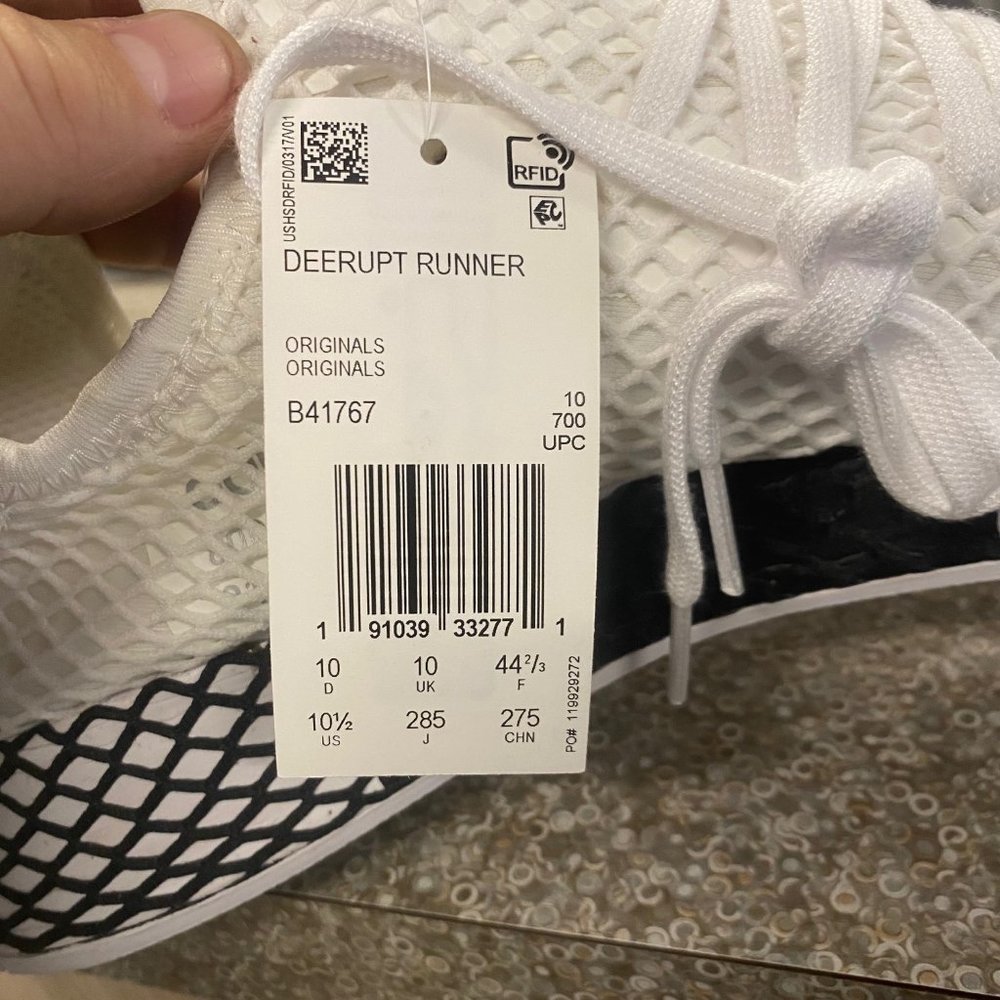 USHSDRFID/0317/V01
RFID
EPC
DEERUPT RUNNER
ORIGINALS
ORIGINALS
B41767
10
700
UPC
1 91039 33277 1
10 10 44²/₃
D UK F
10½ 285 275
US J CHN
PO# 119929272